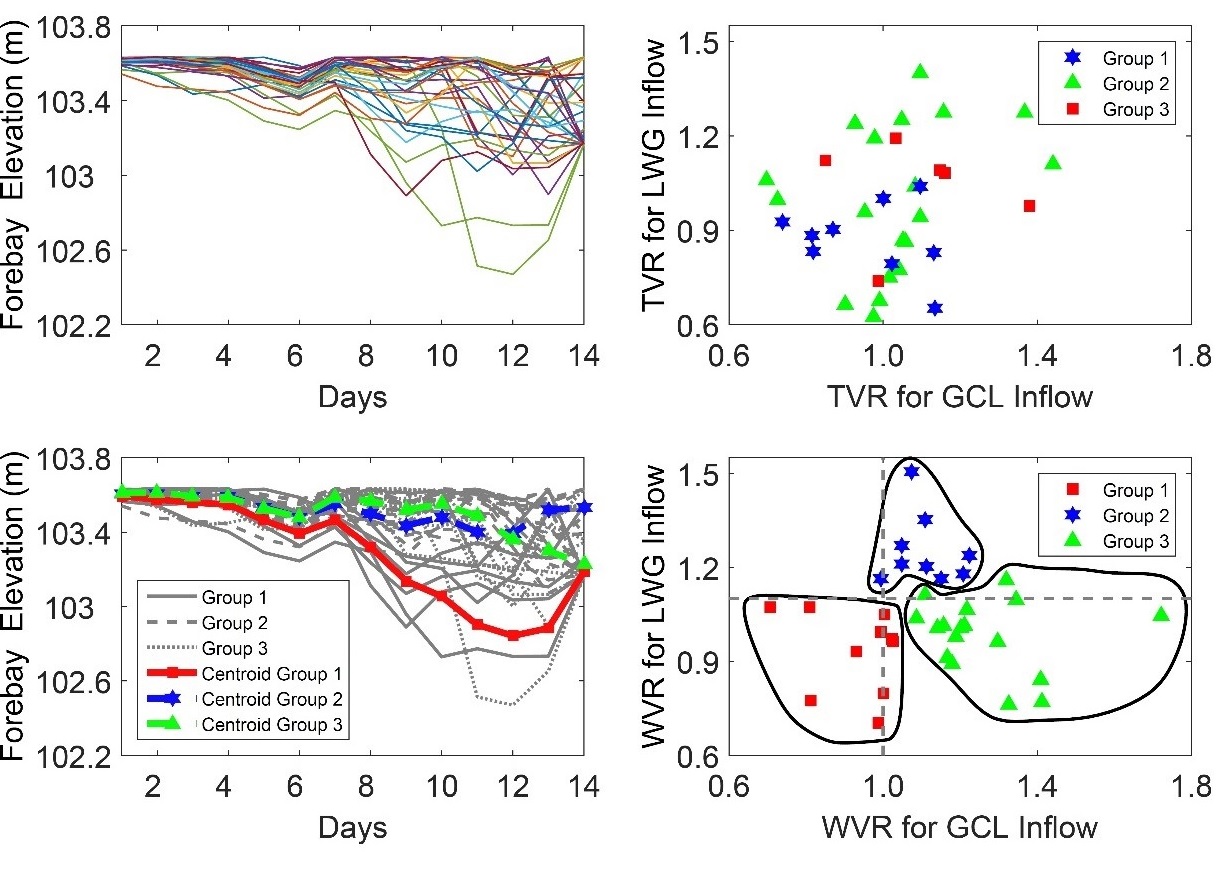 Forebay Elevation (m)
103.8
103.4
103
102.6
102.2
2 4 6 8 10 12 14
Days
TVR for LWG Inflow
1.5
1.2
0.9
0.6
0.6 1.0 1.4 1.8
TVR for GCL Inflow
Group 1
Group 2
Group 3
Forebay Elevation (m)
103.8
103.4
103
102.6
102.2
2 4 6 8 10 12 14
Days
Group 1
Group 2
Group 3
Centroid Group 1
Centroid Group 2
Centroid Group 3
WVR for LWG Inflow
1.5
1.2
0.9
0.6
0.6 1.0 1.4 1.8
WVR for GCL Inflow
Group 1
Group 2
Group 3